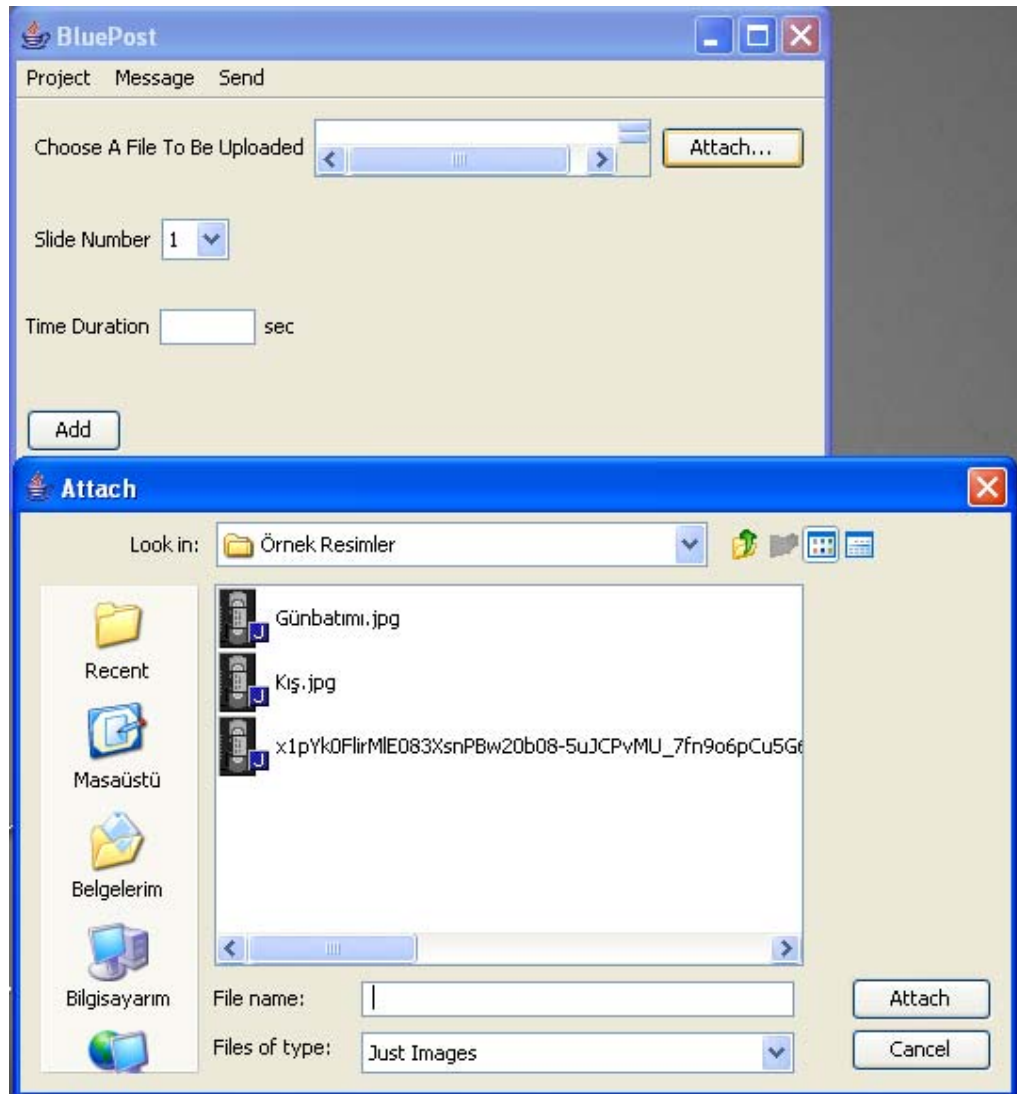 BluePost
Project Message Send
Choose A File To Be Uploaded Attach...
Slide Number 1
Time Duration sec
Add
Attach
Look in: Örnek Resimler
Günbatımı.jpg
Kış.jpg
Recent
Masaüstü
Belgelerim
Bilgisayarım
File name: Attach
Files of type: Just Images Cancel